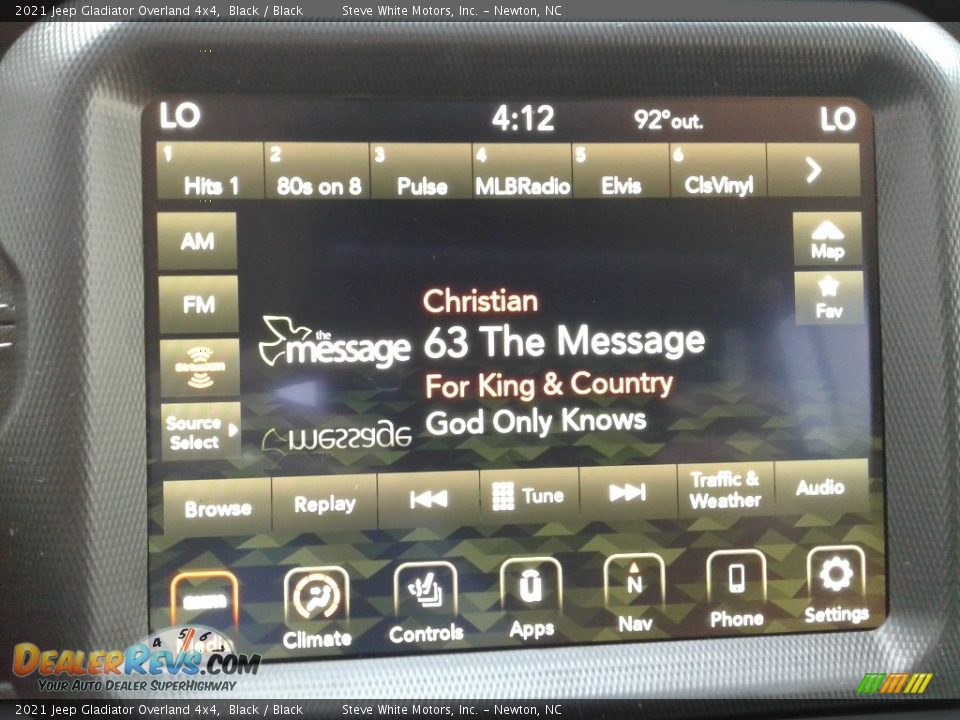 2021 Jeep Gladiator Overland 4x4, Black / Black Steve White Motors, Inc. - Newton, NC
LO 4:12 92° out. LO
1 2 3 4 5 6
Hits 1 80s on 8 Pulse MLBRadio Elvis ClsVinyl >
AM Map
FM Fav
SiriusXM
Source Select
the message
Christian
63 The Message
For King & Country
God Only Knows
message
Browse Replay Tune Traffic & Weather Audio
Climate Controls Apps Nav Phone Settings
N
4 5 6
DealerRevs.com
Your Auto Dealer SuperHighway
2021 Jeep Gladiator Overland 4x4, Black / Black Steve White Motors, Inc. - Newton, NC